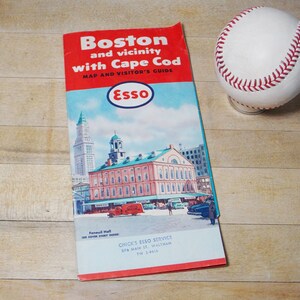 Boston
and vicinity
with Cape Cod
MAP AND VISITOR'S GUIDE
Esso
Faneuil Hall
CHICK'S ESSO SERVICE